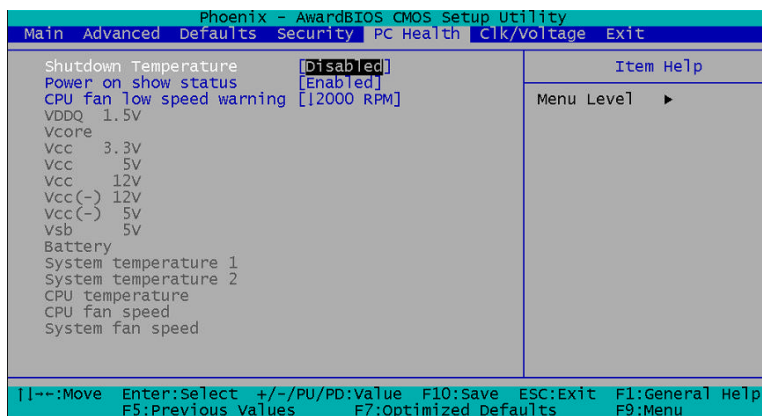 Phoenix - AwardBIOS CMOS Setup Utility
Main Advanced Defaults Security PC Health Clk/Voltage Exit
Shutdown Temperature [Disabled]
Power on show status [Enabled]
CPU fan low speed warning [↓2000 RPM]
VDDQ 1.5V
Vcore
Vcc 3.3V
Vcc 5V
Vcc 12V
Vcc(-) 12V
Vcc(-) 5V
Vsb 5V
Battery
System temperature 1
System temperature 2
CPU temperature
CPU fan speed
System fan speed
Item Help
Menu Level ►
↑↓→←:Move Enter:Select +/-/PU/PD:Value F10:Save ESC:Exit F1:General Help
F5:Previous Values F7:Optimized Defaults F9:Menu